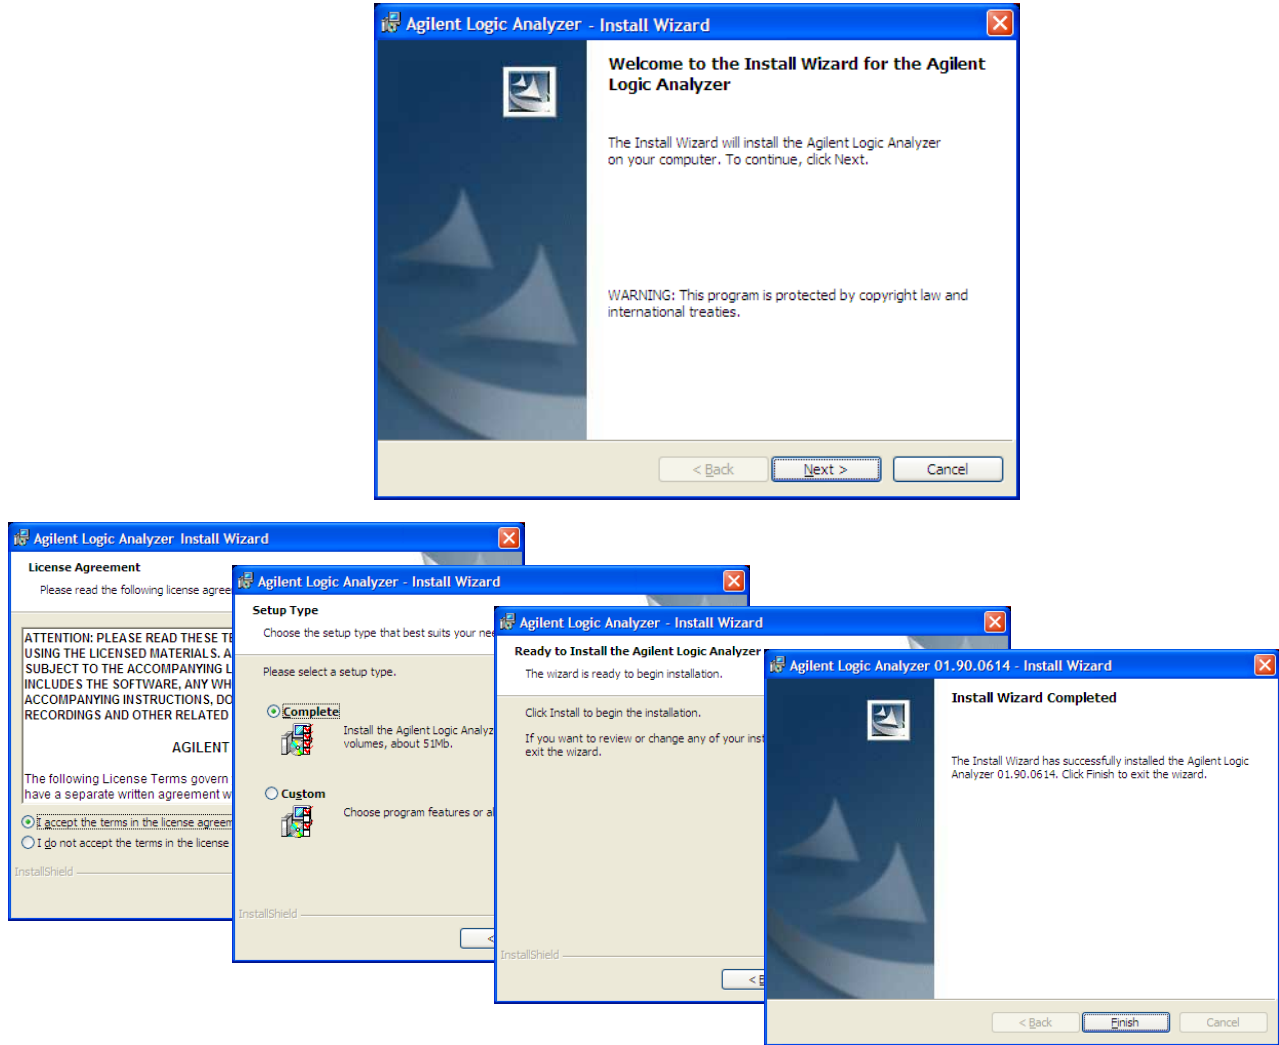 Agilent Logic Analyzer - Install Wizard
Welcome to the Install Wizard for the Agilent
Logic Analyzer
The Install Wizard will install the Agilent Logic Analyzer
on your computer. To continue, click Next.
WARNING: This program is protected by copyright law and
international treaties.
< Back
Next >
Cancel
Agilent Logic Analyzer Install Wizard
License Agreement
Please read the following license agree
ATTENTION: PLEASE READ THESE TE
USING THE LICENSED MATERIALS. A
SUBJECT TO THE ACCOMPANYING L
INCLUDES THE SOFTWARE, ANY WH
ACCOMPANYING INSTRUCTIONS, DO
RECORDINGS AND OTHER RELATED
AGILENT
The following License Terms govern
have a separate written agreement w
I accept the terms in the license agreem
I do not accept the terms in the license
InstallShield
Agilent Logic Analyzer - Install Wizard
Setup Type
Choose the setup type that best suits your nee
Please select a setup type.
Complete
Install the Agilent Logic Analyz
volumes, about 51Mb.
Custom
Choose program features or al
InstallShield
<
Agilent Logic Analyzer - Install Wizard
Ready to Install the Agilent Logic Analyzer
The wizard is ready to begin installation.
Click Install to begin the installation.
If you want to review or change any of your inst
exit the wizard.
InstallShield
< B
Agilent Logic Analyzer 01.90.0614 - Install Wizard
Install Wizard Completed
The Install Wizard has successfully installed the Agilent Logic
Analyzer 01.90.0614. Click Finish to exit the wizard.
< Back
Finish
Cancel